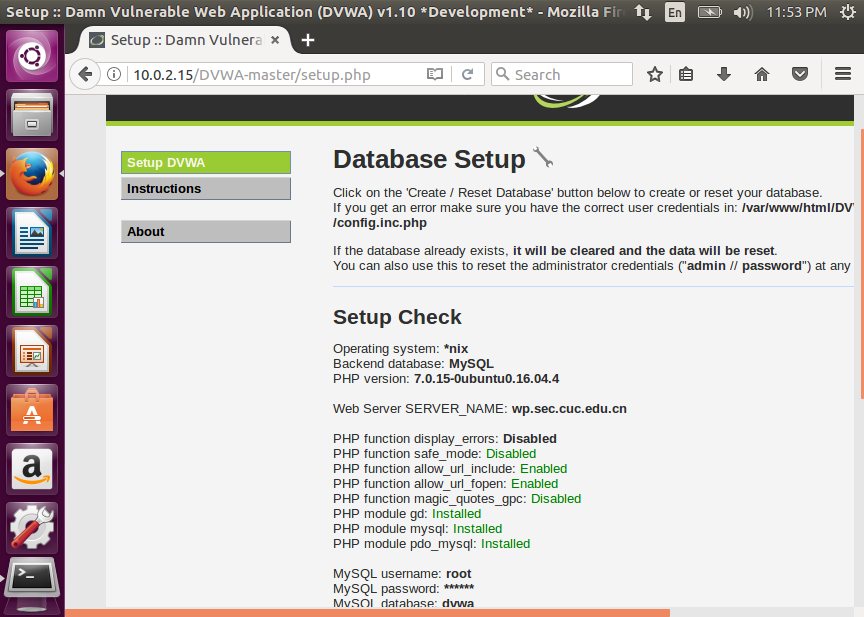 Setup :: Damn Vulnerable Web Application (DVWA) v1.10 *Development* - Mozilla Fir
En
11:53 PM
Setup :: Damn Vulnera
10.0.2.15/DVWA-master/setup.php
Search
Setup DVWA
Instructions
About
Database Setup
Click on the 'Create / Reset Database' button below to create or reset your database.
If you get an error make sure you have the correct user credentials in: /var/www/html/DV
/config.inc.php
If the database already exists, it will be cleared and the data will be reset.
You can also use this to reset the administrator credentials ("admin // password") at any
Setup Check
Operating system: *nix
Backend database: MySQL
PHP version: 7.0.15-0ubuntu0.16.04.4
Web Server SERVER_NAME: wp.sec.cuc.edu.cn
PHP function display_errors: Disabled
PHP function safe_mode: Disabled
PHP function allow_url_include: Enabled
PHP function allow_url_fopen: Enabled
PHP function magic_quotes_gpc: Disabled
PHP module gd: Installed
PHP module mysql: Installed
PHP module pdo_mysql: Installed
MySQL username: root
MySQL password: ******
MySQL database: dvwa